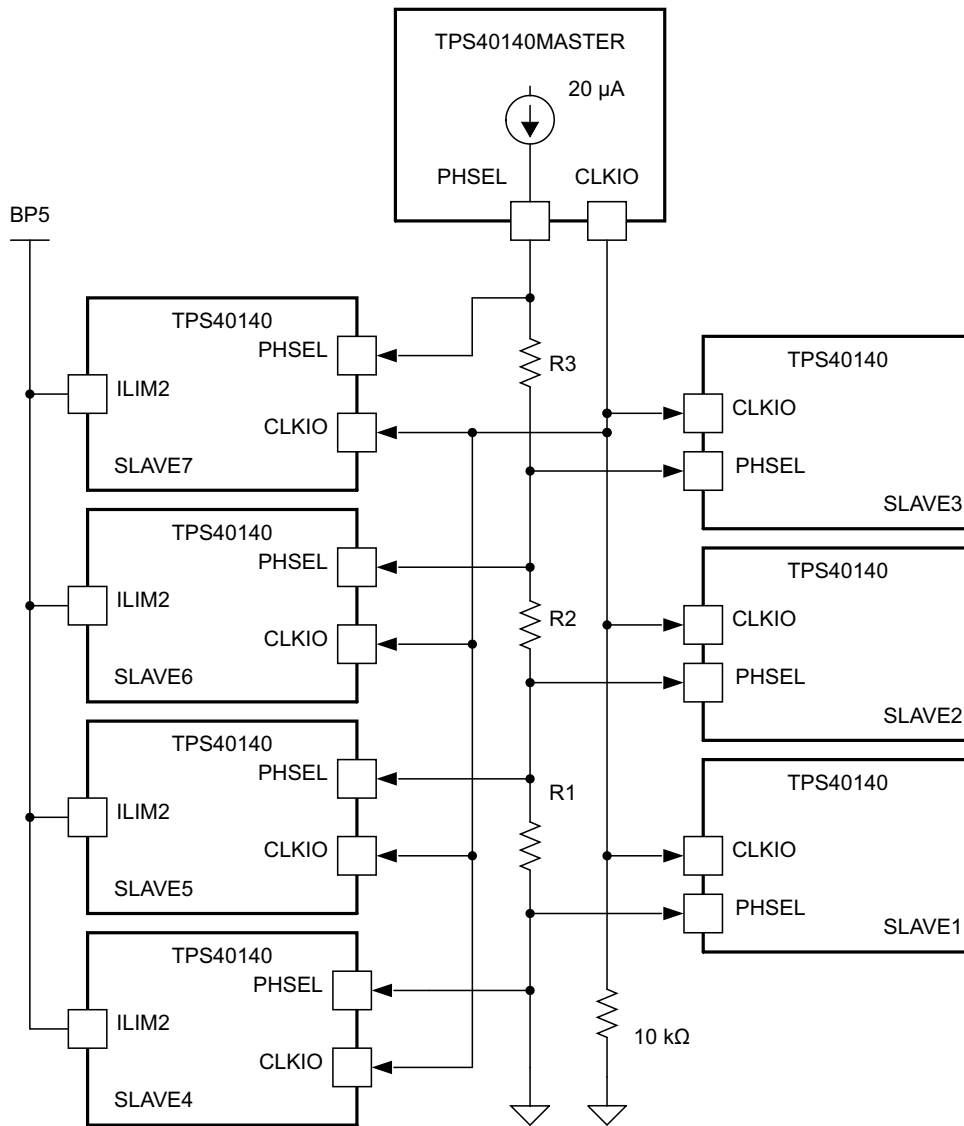 TPS40140MASTER
20 µA
PHSEL
CLKIO
BP5
TPS40140
PHSEL
ILIM2
CLKIO
SLAVE7
R3
TPS40140
CLKIO
PHSEL
SLAVE3
TPS40140
PHSEL
ILIM2
CLKIO
SLAVE6
R2
TPS40140
CLKIO
PHSEL
SLAVE2
TPS40140
PHSEL
ILIM2
CLKIO
SLAVE5
R1
TPS40140
CLKIO
PHSEL
SLAVE1
TPS40140
PHSEL
ILIM2
CLKIO
SLAVE4
10 kΩ